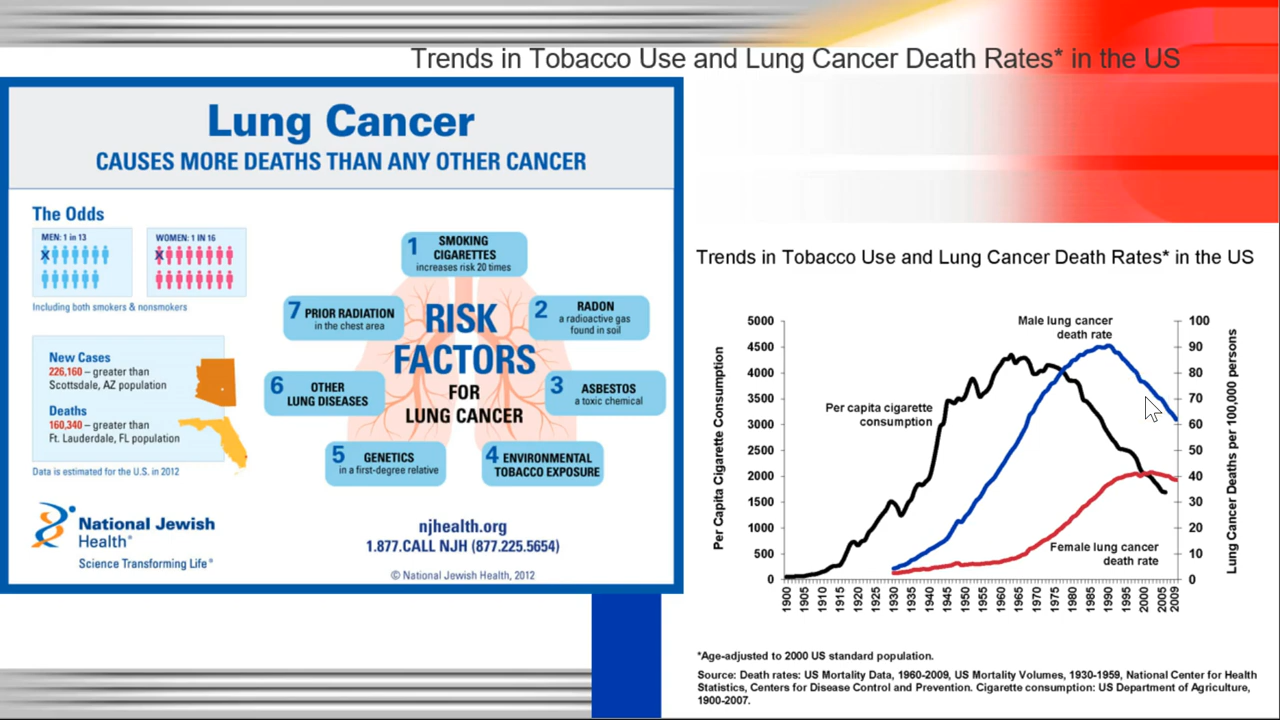 Trends in Tobacco Use and Lung Cancer Death Rates* in the US
Lung Cancer
CAUSES MORE DEATHS THAN ANY OTHER CANCER
The Odds
MEN: 1 in 13
X
WOMEN: 1 IN 16
X
Including both smokers & nonsmokers
New Cases
226,160 – greater than
Scottsdale, AZ population
Deaths
160,340 – greater than
Ft. Lauderdale, FL population
Data is estimated for the U.S. in 2012
National Jewish
Health®
Science Transforming Life®
RISK
FACTORS
FOR
LUNG CANCER
1 SMOKING
CIGARETTES
increases risk 20 times
2 RADON
a radioactive gas
found in soil
3 ASBESTOS
a toxic chemical
4 ENVIRONMENTAL
TOBACCO EXPOSURE
5 GENETICS
in a first-degree relative
6 OTHER
LUNG DISEASES
7 PRIOR RADIATION
in the chest area
njhealth.org
1.877.CALL NJH (877.225.5654)
© National Jewish Health, 2012
Trends in Tobacco Use and Lung Cancer Death Rates* in the US
Per Capita Cigarette Consumption
5000
4500
4000
3500
3000
2500
2000
1500
1000
500
0
Male lung cancer
death rate
Per capita cigarette
consumption
Female lung cancer
death rate
100
90
80
70
60
50
40
30
20
10
0
Lung Cancer Deaths per 100,000 persons
1900 1905 1910 1915 1920 1925 1930 1935 1940 1945 1950 1955 1960 1965 1970 1975 1980 1985 1990 1995 2000 2005 2009
*Age-adjusted to 2000 US standard population.
Source: Death rates: US Mortality Data, 1960-2009, US Mortality Volumes, 1930-1959, National Center for Health
Statistics, Centers for Disease Control and Prevention. Cigarette consumption: US Department of Agriculture,
1900-2007.